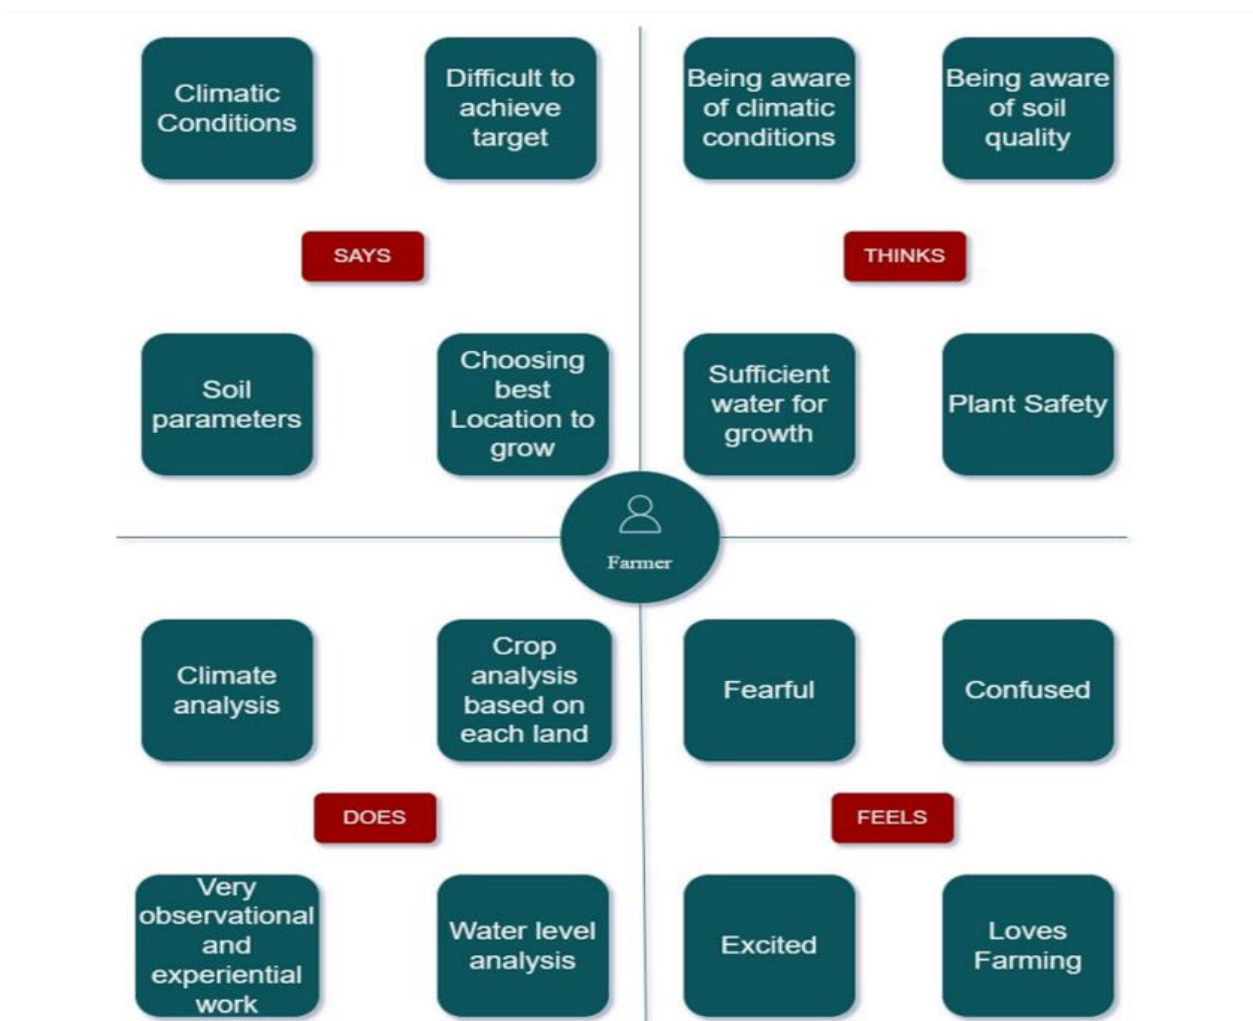 Climatic
Conditions
Difficult to
achieve
target
SAYS
Soil
parameters
Choosing
best
Location to
grow
Being aware
of climatic
conditions
Being aware
of soil
quality
THINKS
Sufficient
water for
growth
Plant Safety
Farmer
Climate
analysis
Crop
analysis
based on
each land
DOES
Very
observational
and
experiential
work
Water level
analysis
Fearful
Confused
FEELS
Excited
Loves
Farming